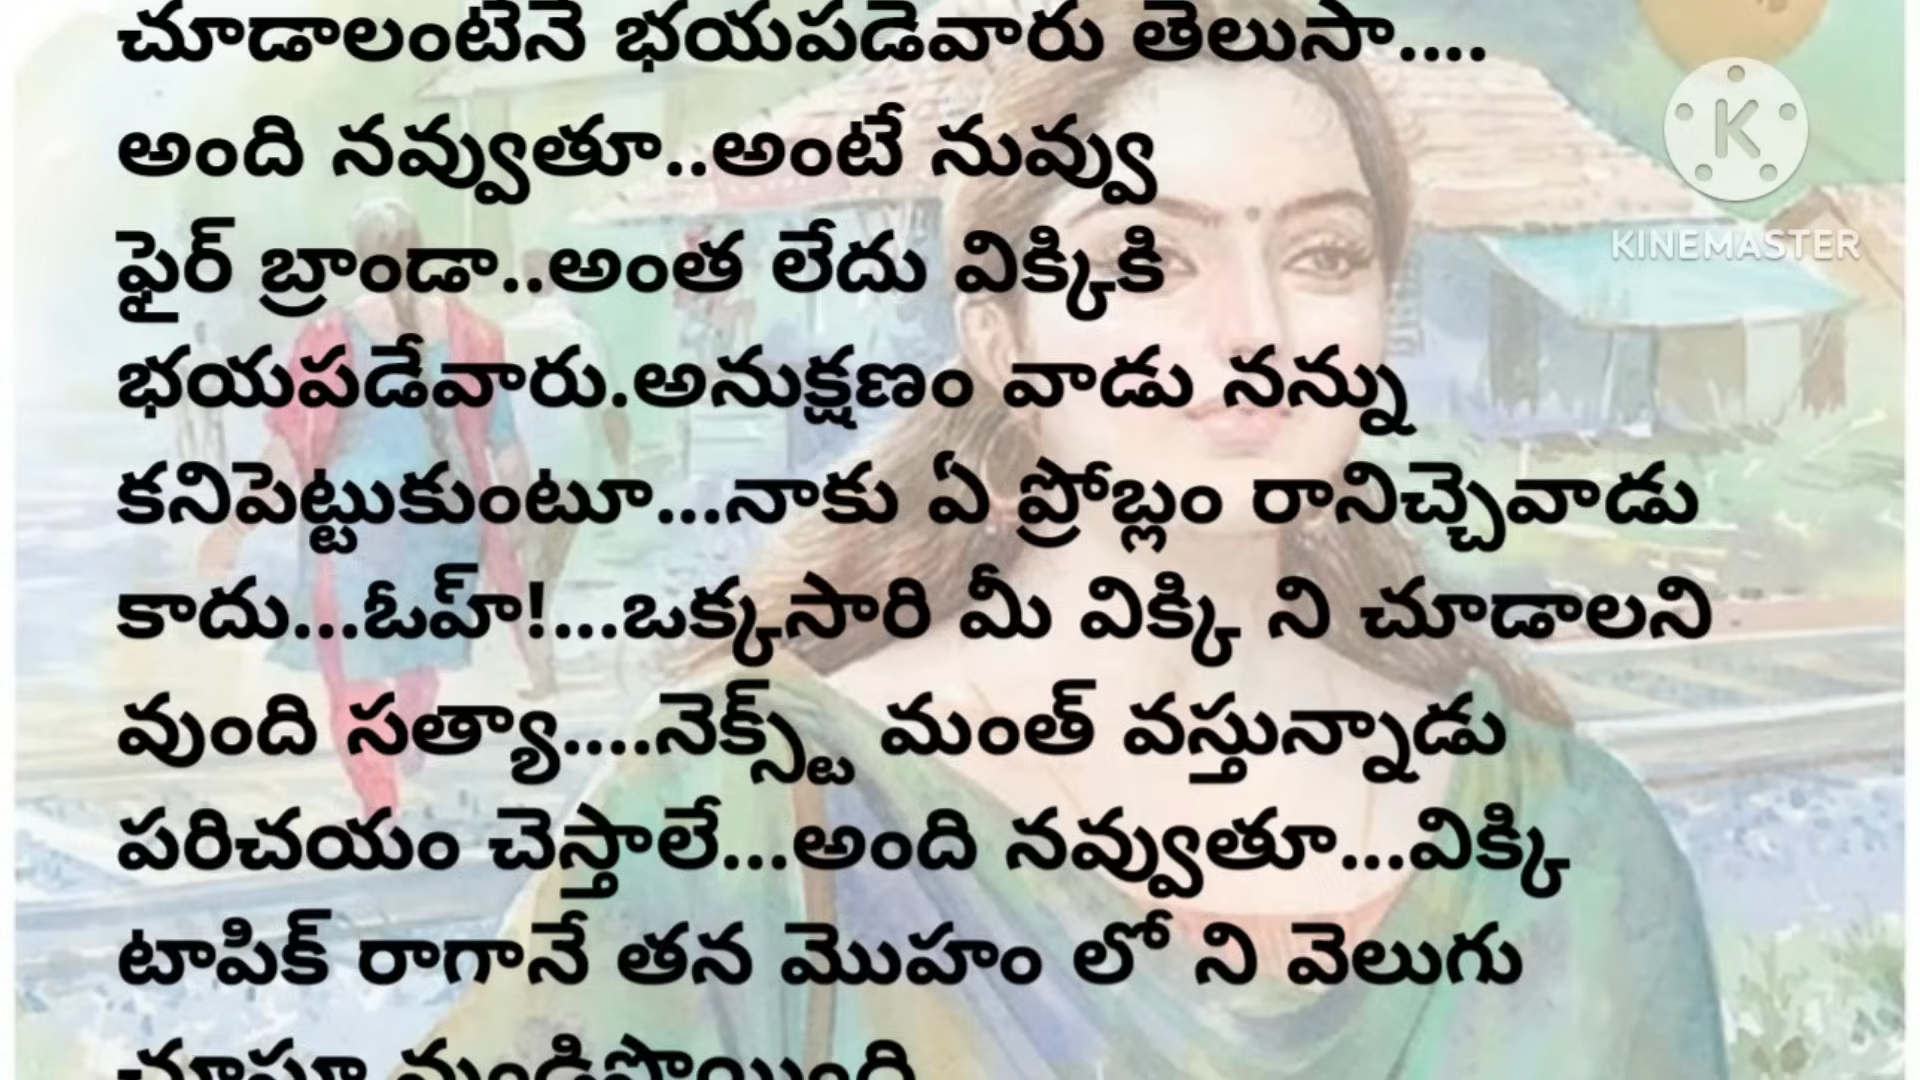 చూడాలంటేనే భయపడేవారు తెలుసా....
అంది నవ్వుతూ..అంటే నువ్వు
ఫైర్ బ్రాండా..అంత లేదు విక్కికి
భయపడేవారు.అనుక్షణం వాడు నన్ను
కనిపెట్టుకుంటూ...నాకు ఏ ప్రోబ్లం రానిచ్చెవాడు
కాదు...ఓహ్!...ఒక్కసారి మీ విక్కి ని చూడాలని
వుంది సత్యా....నెక్స్ట్ మంత్ వస్తున్నాడు
పరిచయం చెస్తాలే...అంది నవ్వుతూ...విక్కి
టాపిక్ రాగానే తన మొహం లో ని వెలుగు
K
KINEMASTER